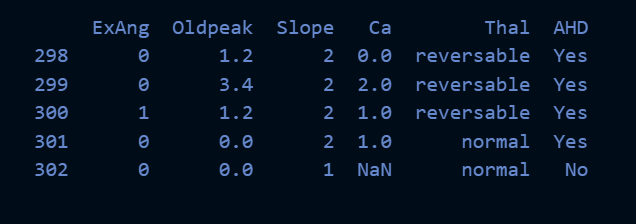 ExAng Oldpeak Slope Ca Thal AHD
298 0 1.2 2 0.0 reversable Yes
299 0 3.4 2 2.0 reversable Yes
300 1 1.2 2 1.0 reversable Yes
301 0 0.0 2 1.0 normal Yes
302 0 0.0 1 NaN normal No